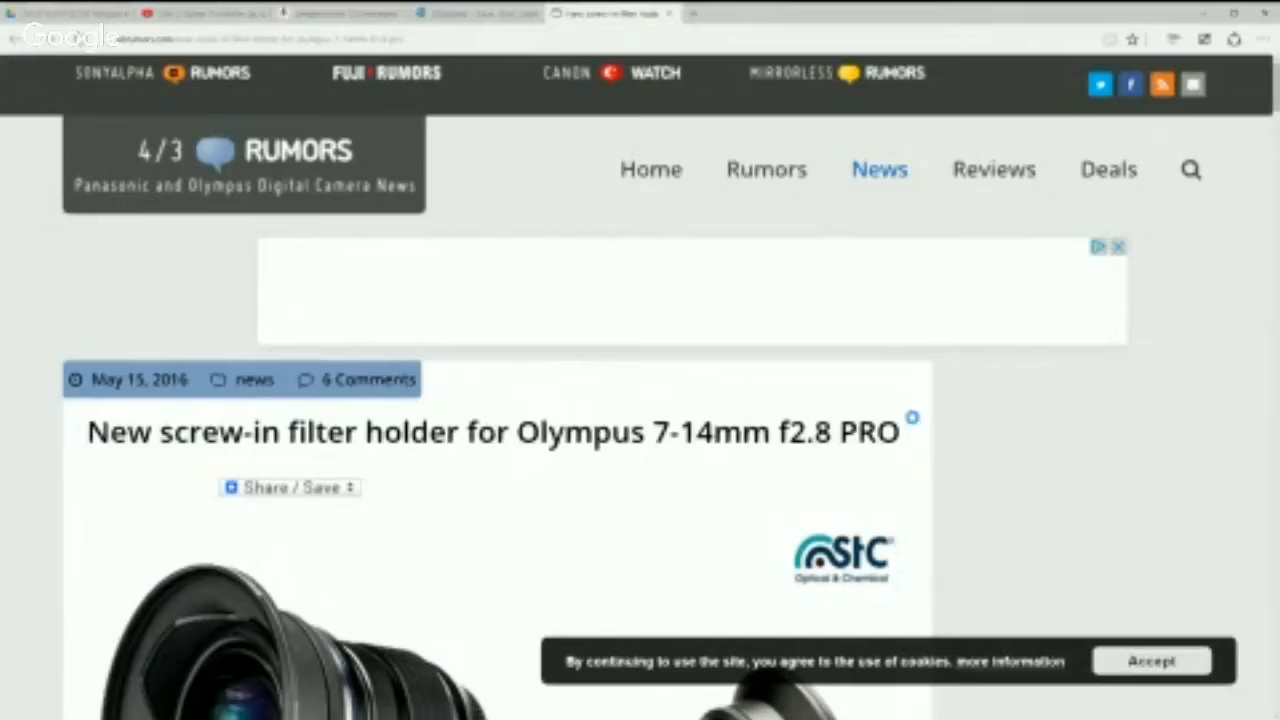 Google
SONYALPHA RUMORS
FUJI RUMORS
CANON WATCH
MIRRORLESS RUMORS
4/3 RUMORS
Panasonic and Olympus Digital Camera News
Home Rumors News Reviews Deals
May 15, 2016 news 6 Comments
New screw-in filter holder for Olympus 7-14mm f2.8 PRO
Share / Save
STC
Optical & Chemical
By continuing to use the site, you agree to the use of cookies. more information
Accept